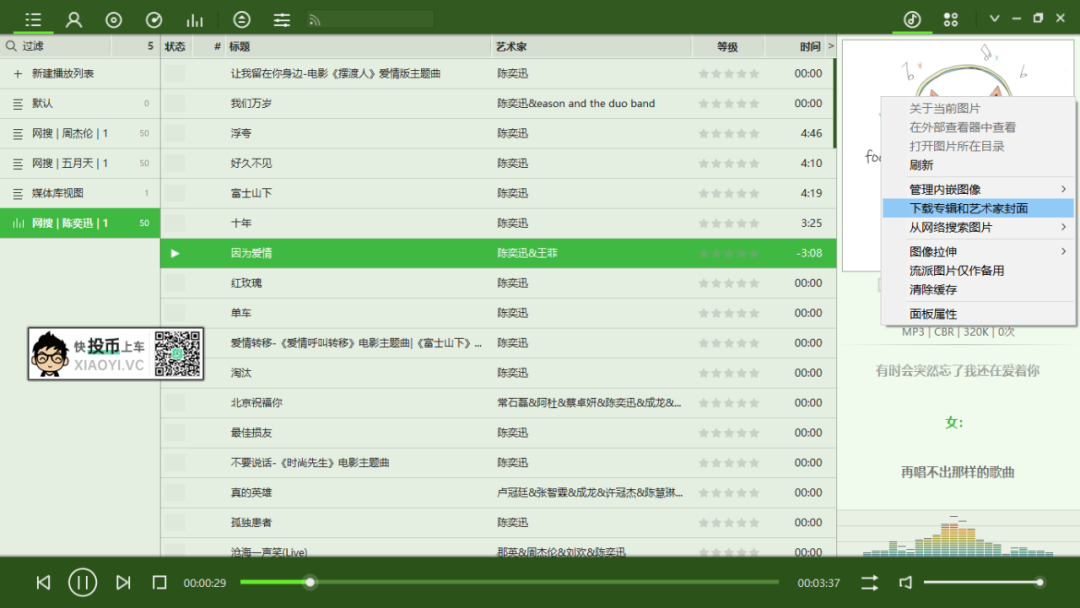 过滤 5 状态 # 标题 艺术家 等级 时间 >
新建播放列表
默认 0
网搜 | 周杰伦 | 1 50
网搜 | 五月天 | 1 50
媒体库视图 1
网搜 | 陈奕迅 | 1 50
让我留在你身边-电影《摆渡人》爱情版主题曲 陈奕迅 00:00
我们万岁 陈奕迅&eason and the duo band 00:00
浮夸 陈奕迅 4:46
好久不见 陈奕迅 4:10
富士山下 陈奕迅 4:19
十年 陈奕迅 3:25
因为爱情 陈奕迅&王菲 -3:08
红玫瑰 陈奕迅 00:00
单车 陈奕迅 00:00
爱情转移-《爱情呼叫转移》电影主题曲|《富士山下》... 陈奕迅 00:00
淘汰 陈奕迅 00:00
北京祝福你 常石磊&阿杜&蔡卓妍&陈奕迅&成龙&... 00:00
最佳损友 陈奕迅 00:00
不要说话-《时尚先生》电影主题曲 陈奕迅 00:00
真的英雄 卢冠廷&张智霖&成龙&许冠杰&陈慧琳... 00:00
孤独患者 陈奕迅 00:00
沧海一声笑(Live) 那英&周杰伦&刘欢&陈奕迅 00:00
快投币上车
XIAOYI.VC
foo
关于当前图片
在外部查看器中查看
打开图片所在目录
刷新
管理内嵌图像
下载专辑和艺术家封面
从网络搜索图片
图像拉伸
流派图片仅作备用
清除缓存
面板属性
MP3 | CBR | 320K | 0次
有时会突然忘了我还在爱着你
女:
再唱不出那样的歌曲
00:00:29 00:03:37